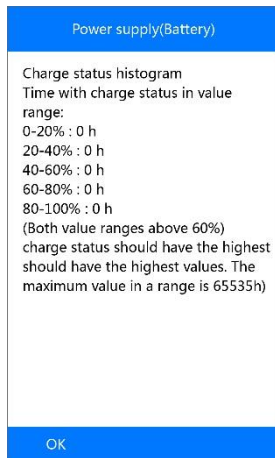 Power supply(Battery)
Charge status histogram
Time with charge status in value
range:
0-20% : 0 h
20-40% : 0 h
40-60% : 0 h
60-80% : 0 h
80-100% : 0 h
(Both value ranges above 60%)
charge status should have the highest
should have the highest values. The
maximum value in a range is 65535h)
OK